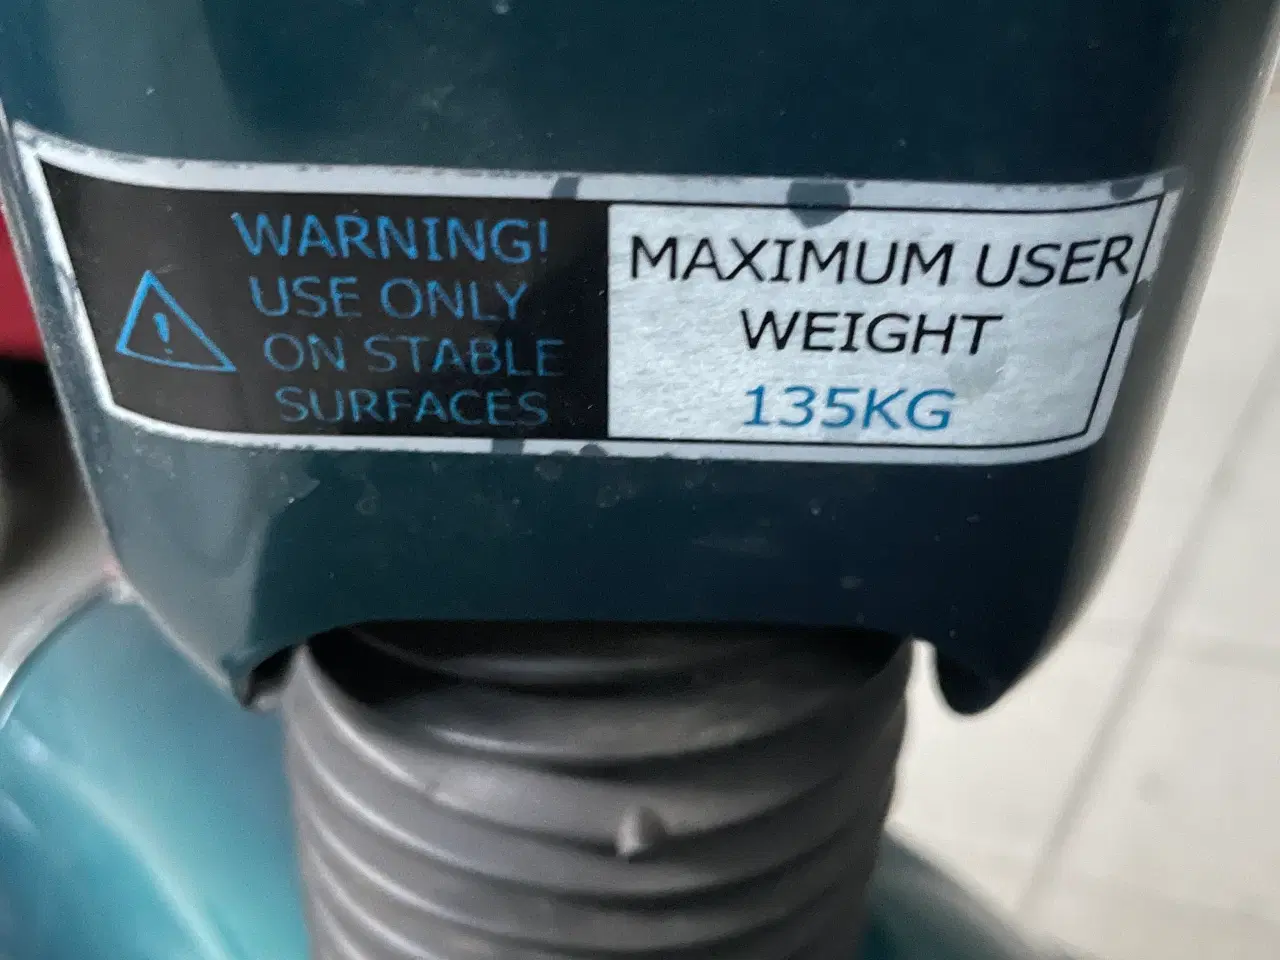 WARNING!
USE ONLY
ON STABLE
SURFACES
MAXIMUM USER
WEIGHT
135KG